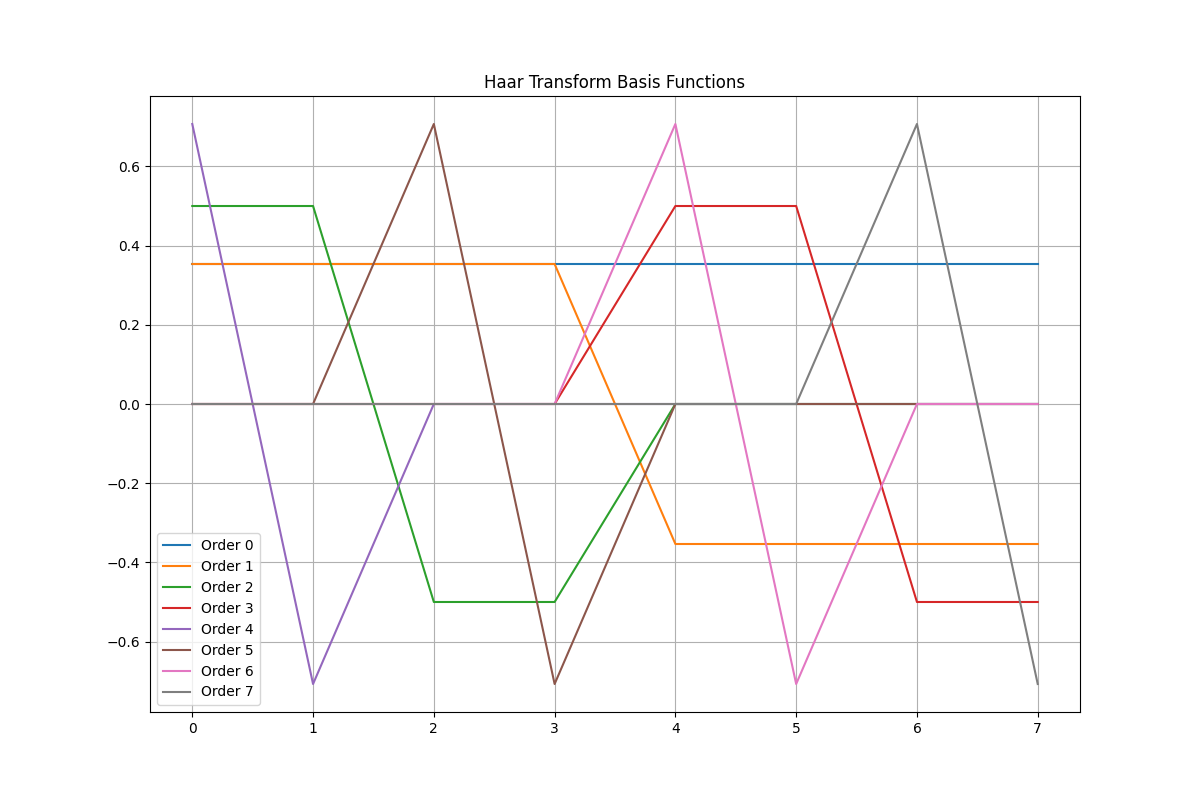 Haar Transform Basis Functions
0.6
0.4
0.2
0.0
−0.2
−0.4
−0.6
Order 0
Order 1
Order 2
Order 3
Order 4
Order 5
Order 6
Order 7
0 1 2 3 4 5 6 7